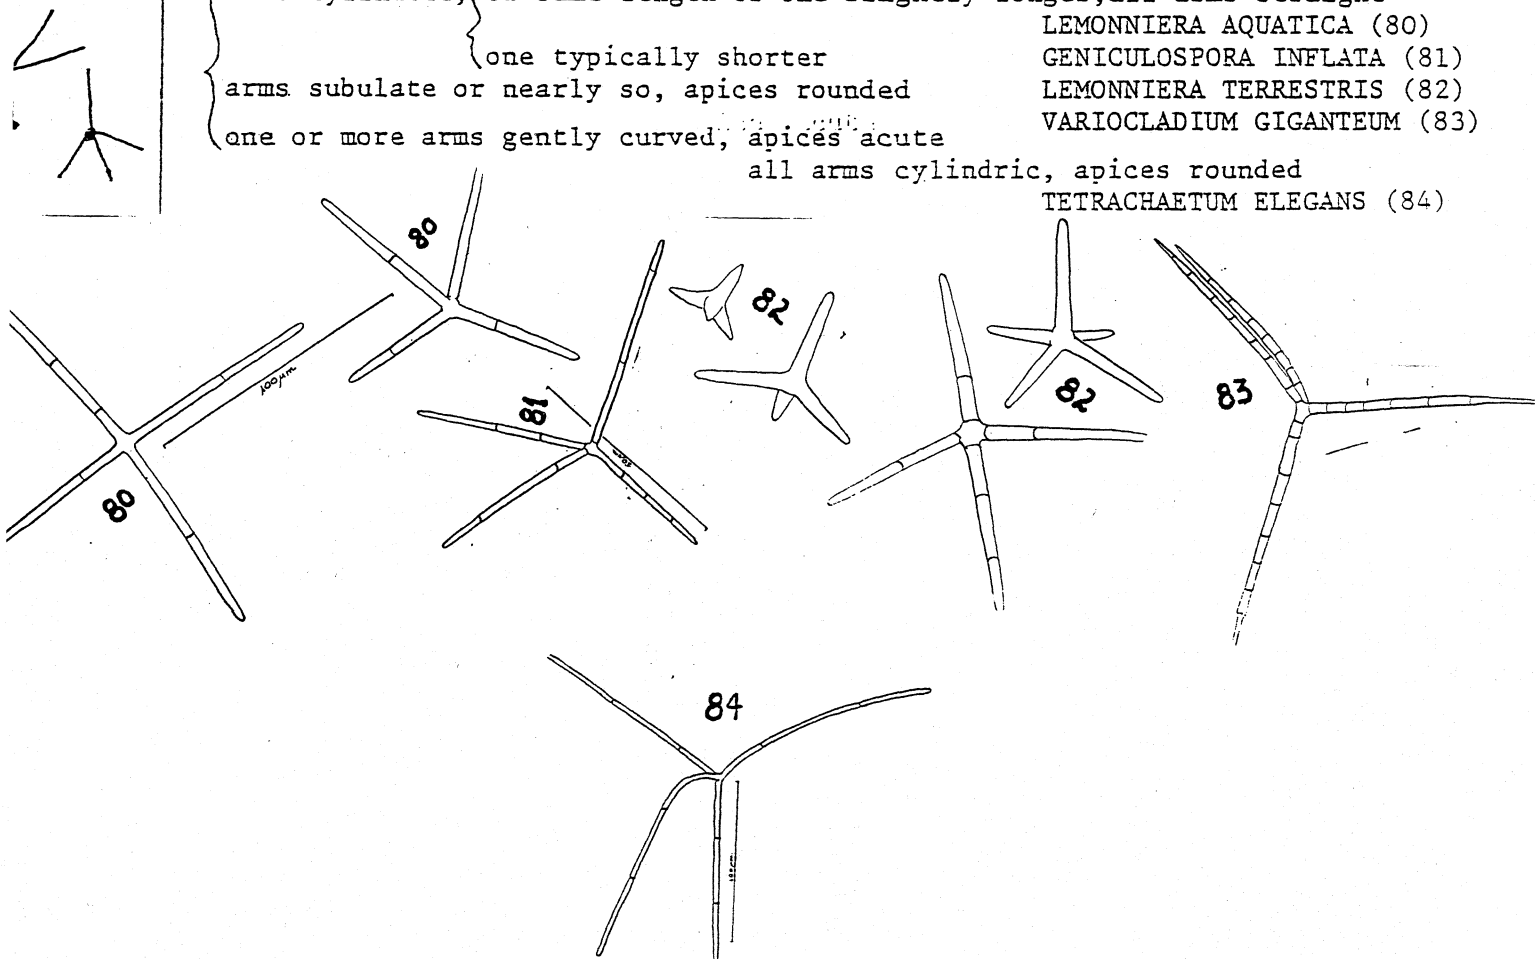 LEMONNIERA AQUATICA (80)
one typically shorter GENICULOSPORA INFLATA (81)
arms subulate or nearly so, apices rounded LEMONNIERA TERRESTRIS (82)
VARIOCLADIUM GIGANTEUM (83)
one or more arms gently curved, apices acute
all arms cylindric, apices rounded
TETRACHAETUM ELEGANS (84)
80
82
81
82
83
100µm
80
84